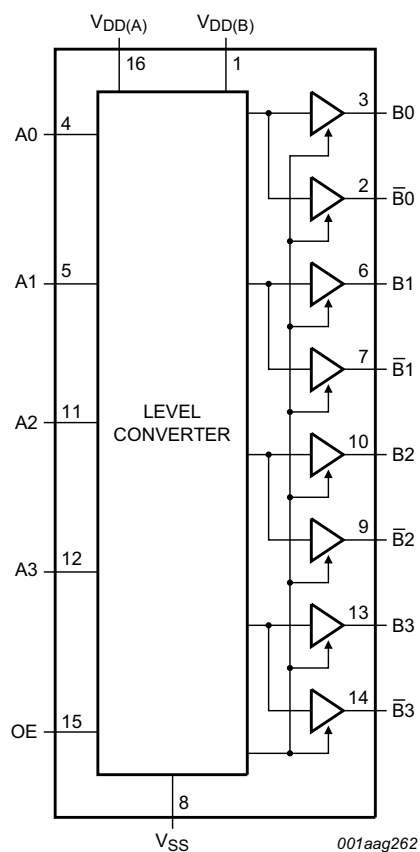 VDD(A) VDD(B)
16 1
A0 4
3 B0
2 B̅0
A1 5
6 B1
7 B̅1
A2 11
LEVEL
CONVERTER
10 B2
9 B̅2
A3 12
13 B3
14 B̅3
OE 15
8
VSS
001aag262